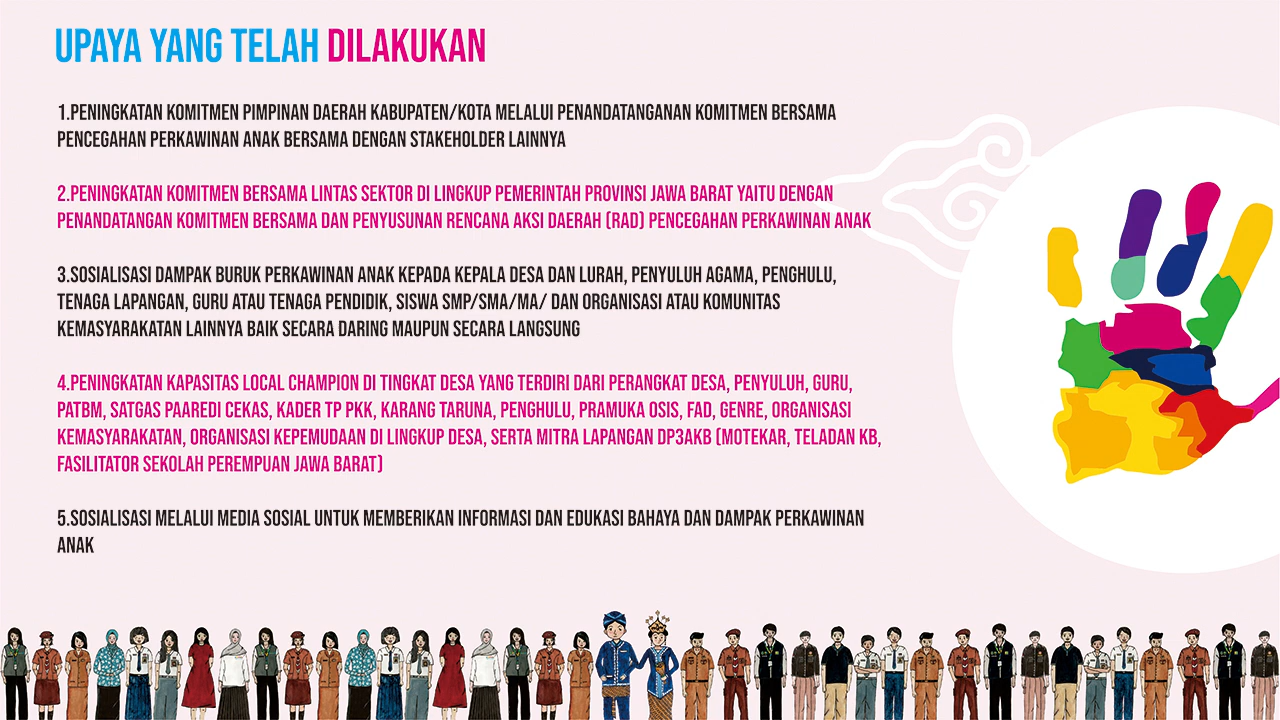 UPAYA YANG TELAH DILAKUKAN
1.PENINGKATAN KOMITMEN PIMPINAN DAERAH KABUPATEN/KOTA MELALUI PENANDATANGANAN KOMITMEN BERSAMA
PENCEGAHAN PERKAWINAN ANAK BERSAMA DENGAN STAKEHOLDER LAINNYA
2.PENINGKATAN KOMITMEN BERSAMA LINTAS SEKTOR DI LINGKUP PEMERINTAH PROVINSI JAWA BARAT YAITU DENGAN
PENANDATANGAN KOMITMEN BERSAMA DAN PENYUSUNAN RENCANA AKSI DAERAH (RAD) PENCEGAHAN PERKAWINAN ANAK
3.SOSIALISASI DAMPAK BURUK PERKAWINAN ANAK KEPADA KEPALA DESA DAN LURAH, PENYULUH AGAMA, PENGHULU,
TENAGA LAPANGAN, GURU ATAU TENAGA PENDIDIK, SISWA SMP/SMA/MA/ DAN ORGANISASI ATAU KOMUNITAS
KEMASYARAKATAN LAINNYA BAIK SECARA DARING MAUPUN SECARA LANGSUNG
4.PENINGKATAN KAPASITAS LOCAL CHAMPION DI TINGKAT DESA YANG TERDIRI DARI PERANGKAT DESA, PENYULUH, GURU,
PATBM, SATGAS PAAREDI CEKAS, KADER TP PKK, KARANG TARUNA, PENGHULU, PRAMUKA OSIS, FAD, GENRE, ORGANISASI
KEMASYARAKATAN, ORGANISASI KEPEMUDAAN DI LINGKUP DESA, SERTA MITRA LAPANGAN DP3AKB (MOTEKAR, TELADAN KB,
FASILITATOR SEKOLAH PEREMPUAN JAWA BARAT)
5.SOSIALISASI MELALUI MEDIA SOSIAL UNTUK MEMBERIKAN INFORMASI DAN EDUKASI BAHAYA DAN DAMPAK PERKAWINAN
ANAK